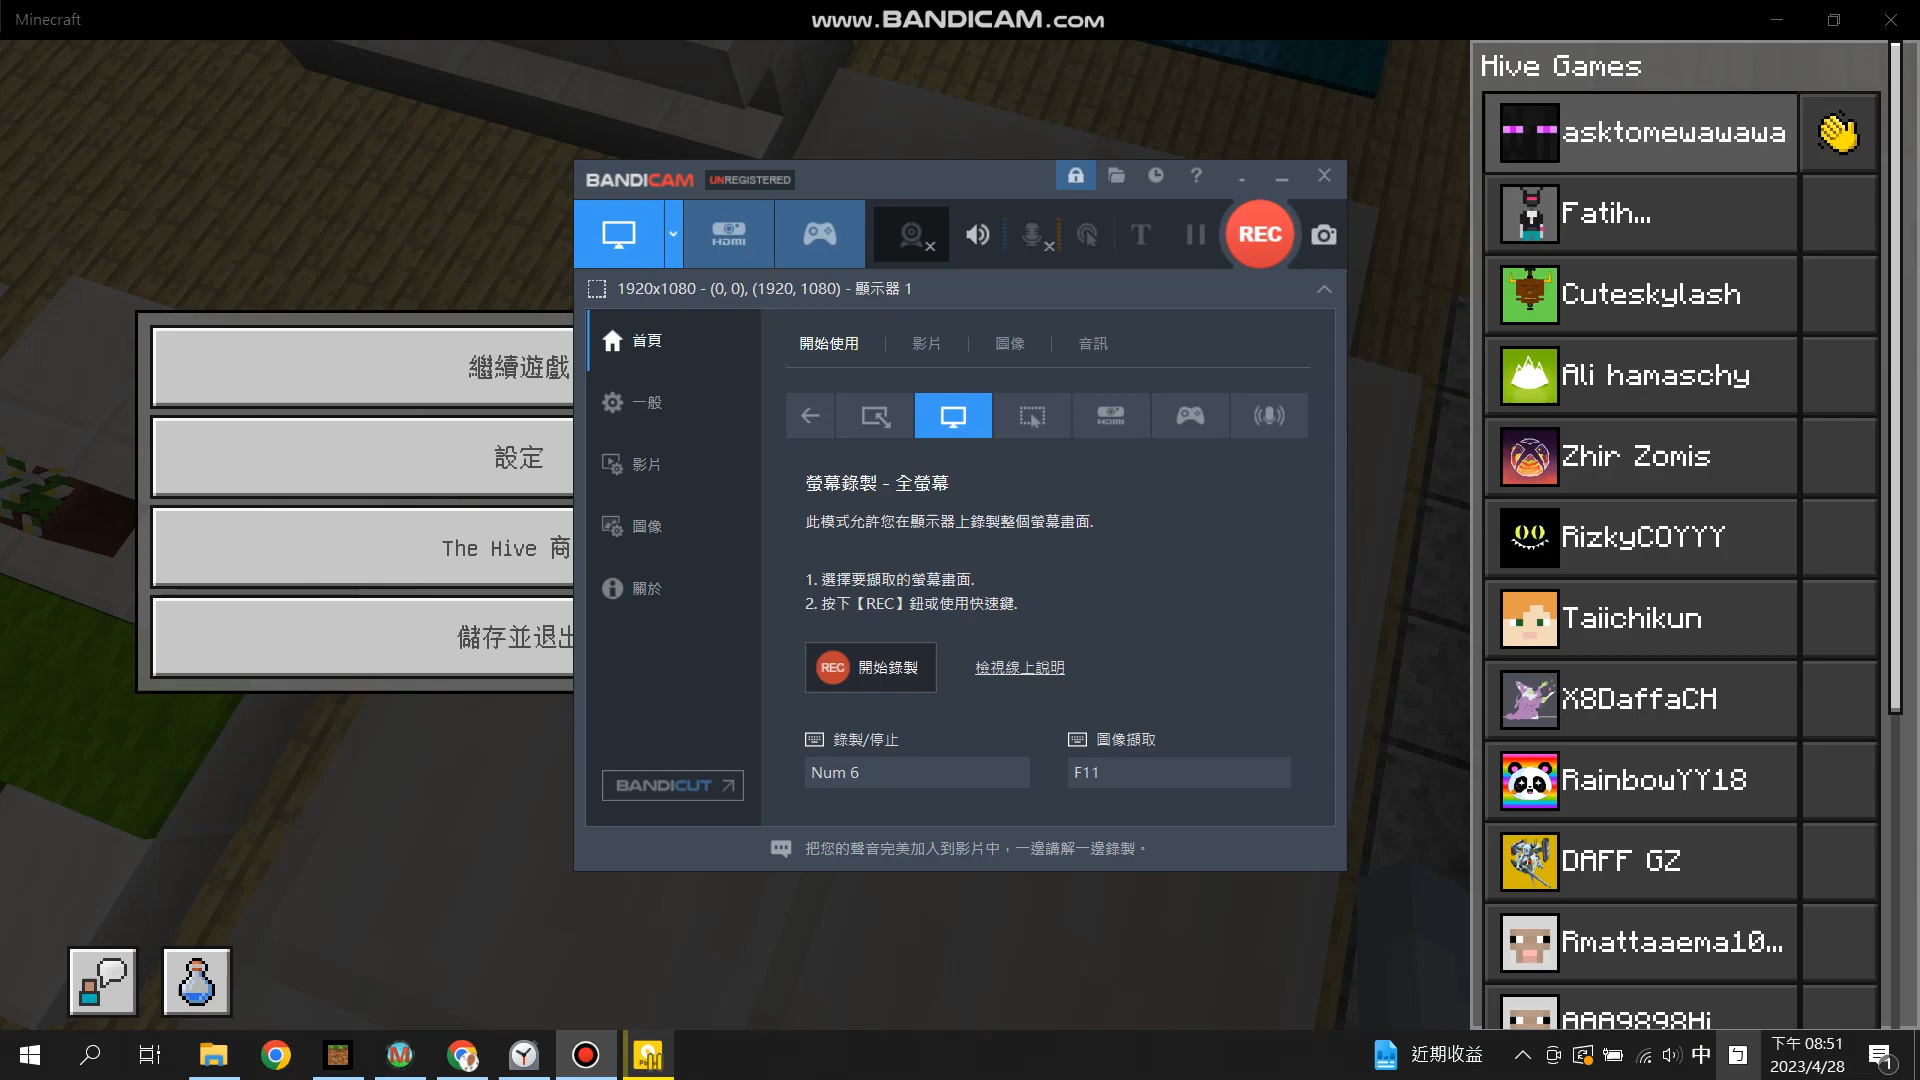 Minecraft
www.BANDICAM.com
Hive Games
asktomewawawa
Fatih...
Cuteskylash
Ali hamaschy
Zhir Zomis
RizkyCOYYY
Taiichikun
X8DaffaCH
RainbowYY18
DAFF GZ
Rmattaaema10...
AAA9898Hi
繼續遊戲
設定
The Hive 商
儲存並退出
BANDICAM UNREGISTERED
HDMI
T
REC
1920x1080 - (0, 0), (1920, 1080) - 顯示器 1
首頁
一般
影片
圖像
關於
BANDICUT
開始使用
影片
圖像
音訊
HDMI
螢幕錄製 - 全螢幕
此模式允許您在顯示器上錄製整個螢幕畫面.
1. 選擇要擷取的螢幕畫面.
2. 按下【REC】鈕或使用快速鍵.
REC 開始錄製
檢視線上說明
錄製/停止
Num 6
圖像擷取
F11
把您的聲音完美加入到影片中，一邊講解一邊錄製。
近期收益
中
下午 08:51
2023/4/28
1